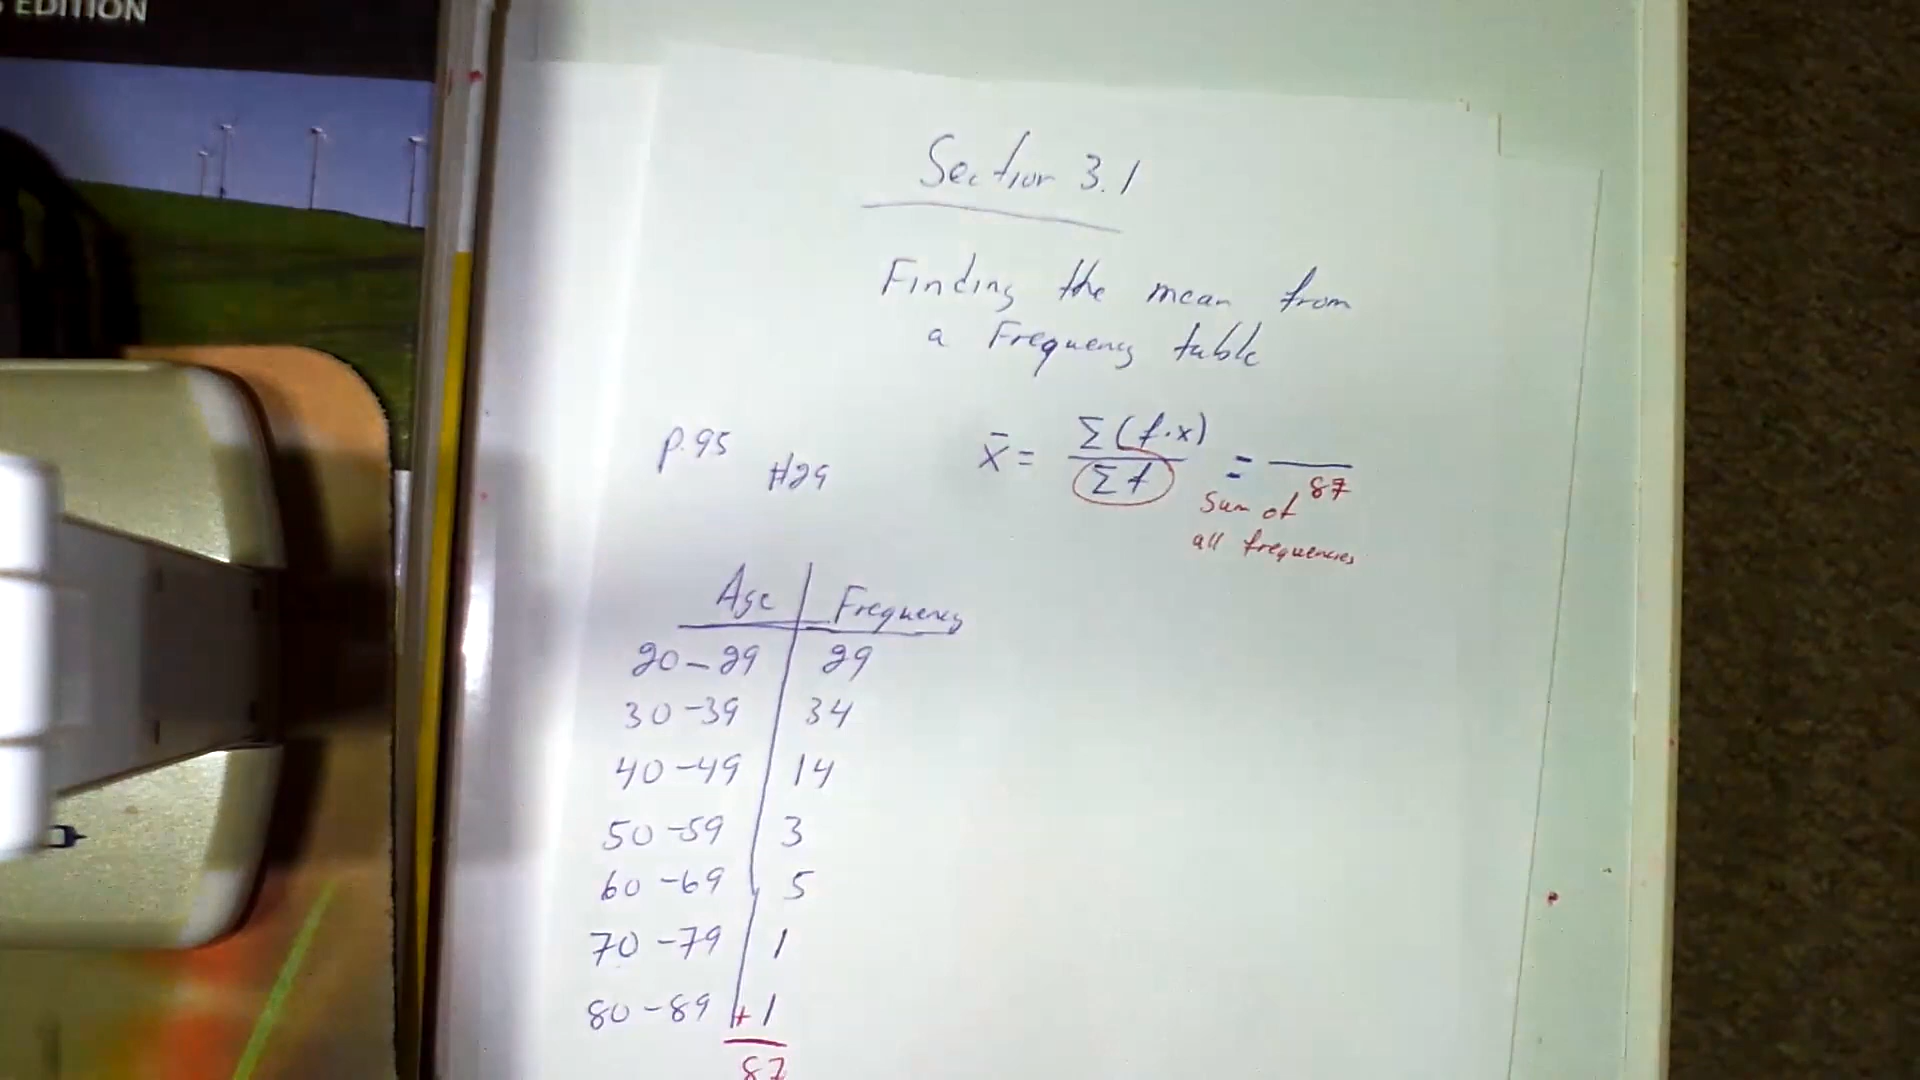 EDITION
Section 3.1
Finding the mean from
a Frequency table
p.95
#29
x̄ = Σ(f·x) / Σf = ___ / 87
Sum of
all frequencies
Age | Frequency
20-29 | 29
30-39 | 34
40-49 | 14
50-59 | 3
60-69 | 5
70-79 | 1
80-89 | +1
87